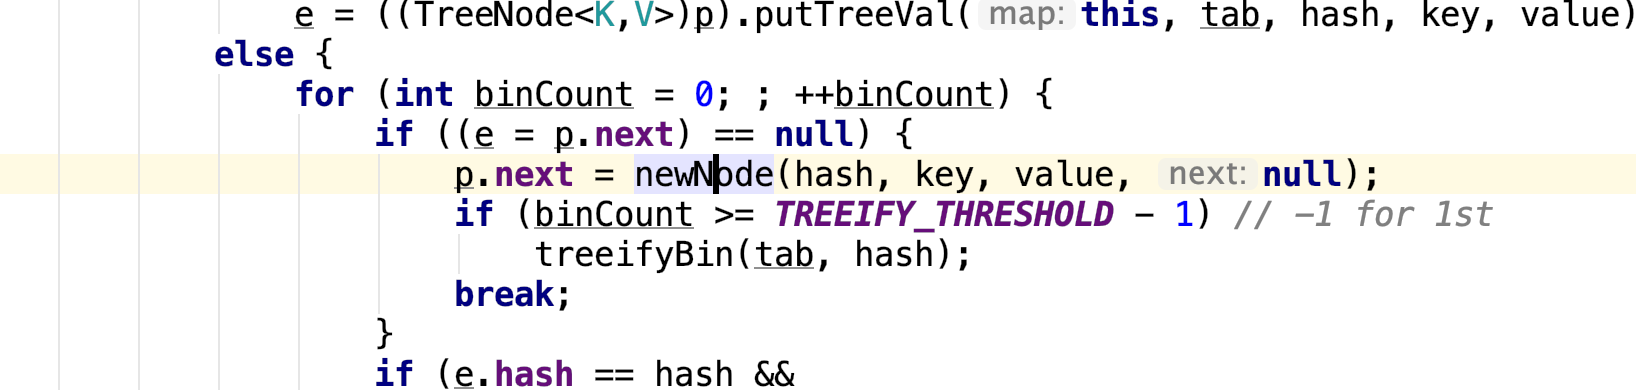 e = ((TreeNode<K,V>)p).putTreeVal( map: this, tab, hash, key, value)
else {
for (int binCount = 0; ; ++binCount) {
if ((e = p.next) == null) {
p.next = newNode(hash, key, value, next: null);
if (binCount >= TREEIFY_THRESHOLD - 1) // -1 for 1st
treeifyBin(tab, hash);
break;
}
if (e.hash == hash &&